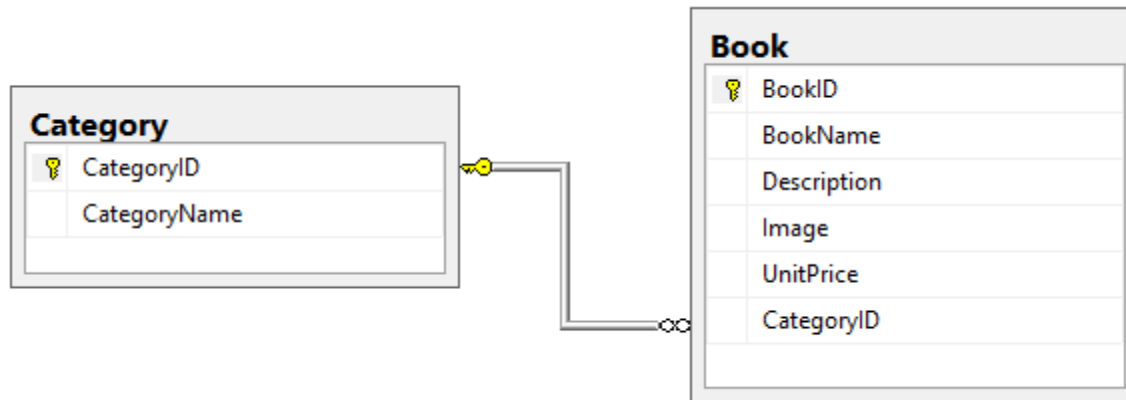 Category
CategoryID
CategoryName
Book
BookID
BookName
Description
Image
UnitPrice
CategoryID